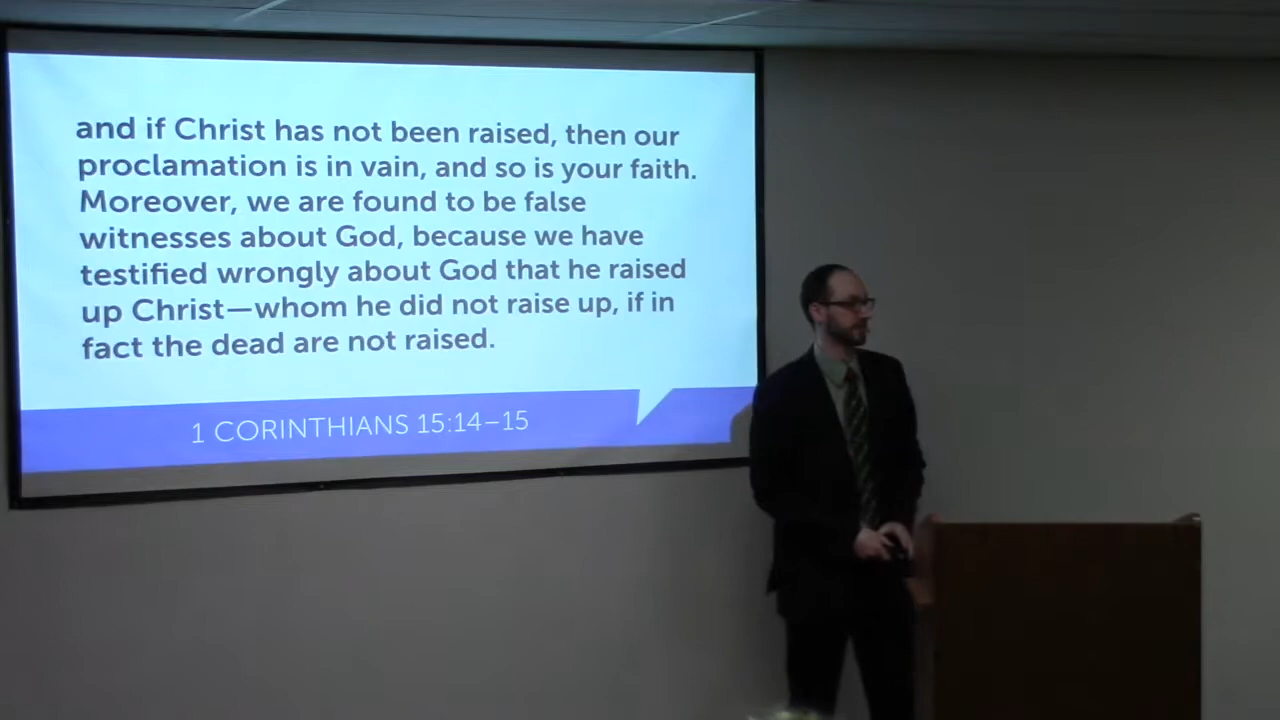 and if Christ has not been raised, then our
proclamation is in vain, and so is your faith.
Moreover, we are found to be false
witnesses about God, because we have
testified wrongly about God that he raised
up Christ—whom he did not raise up, if in
fact the dead are not raised.
1 CORINTHIANS 15:14–15